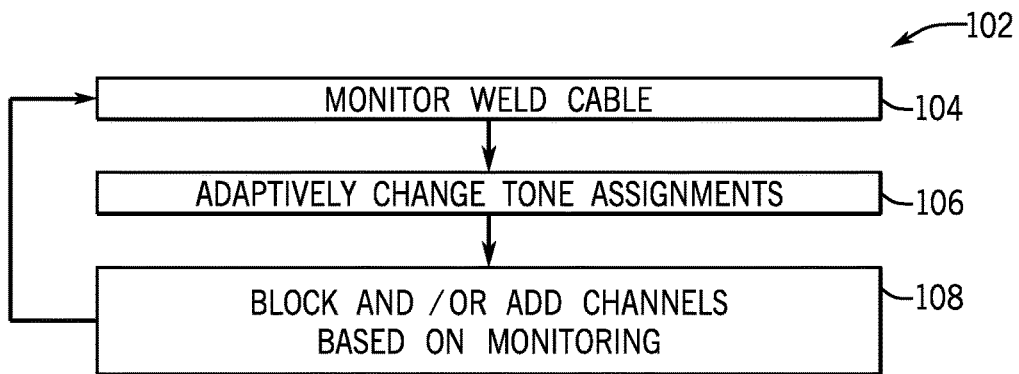 102
MONITOR WELD CABLE
104
ADAPTIVELY CHANGE TONE ASSIGNMENTS
106
BLOCK AND /OR ADD CHANNELS
BASED ON MONITORING
108